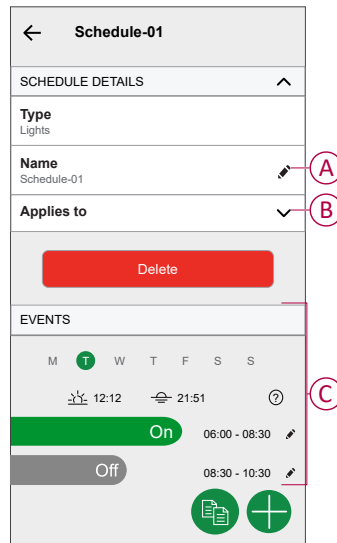 Schedule-01
SCHEDULE DETAILS
Type
Lights
Name
Schedule-01
A
Applies to
B
Delete
EVENTS
M T W T F S S
12:12 21:51 ?
C
On 06:00 - 08:30
Off 08:30 - 10:30